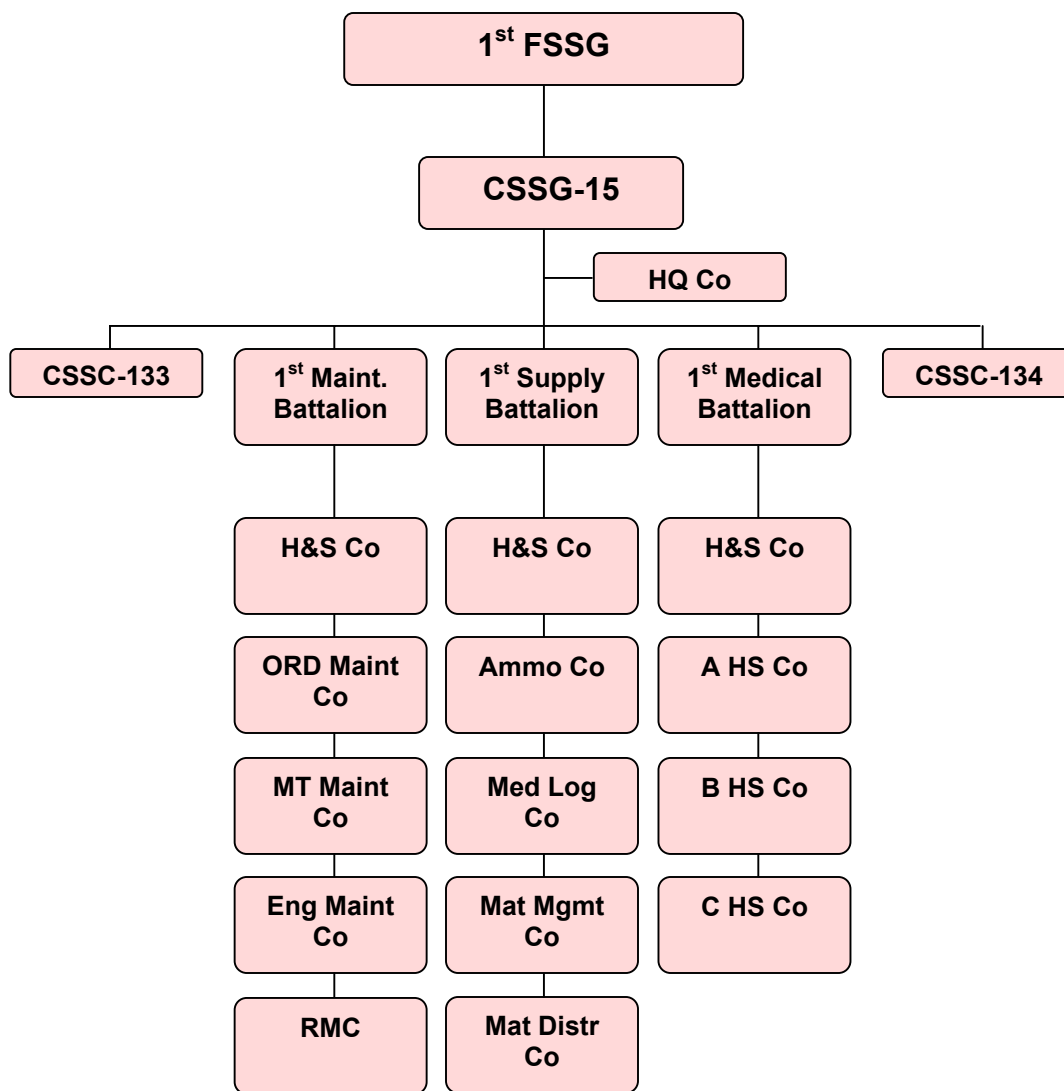 1st FSSG
CSSG-15
HQ Co
CSSC-133
1st Maint.
Battalion
1st Supply
Battalion
1st Medical
Battalion
CSSC-134
H&S Co
H&S Co
H&S Co
ORD Maint
Co
Ammo Co
A HS Co
MT Maint
Co
Med Log
Co
B HS Co
Eng Maint
Co
Mat Mgmt
Co
C HS Co
RMC
Mat Distr
Co